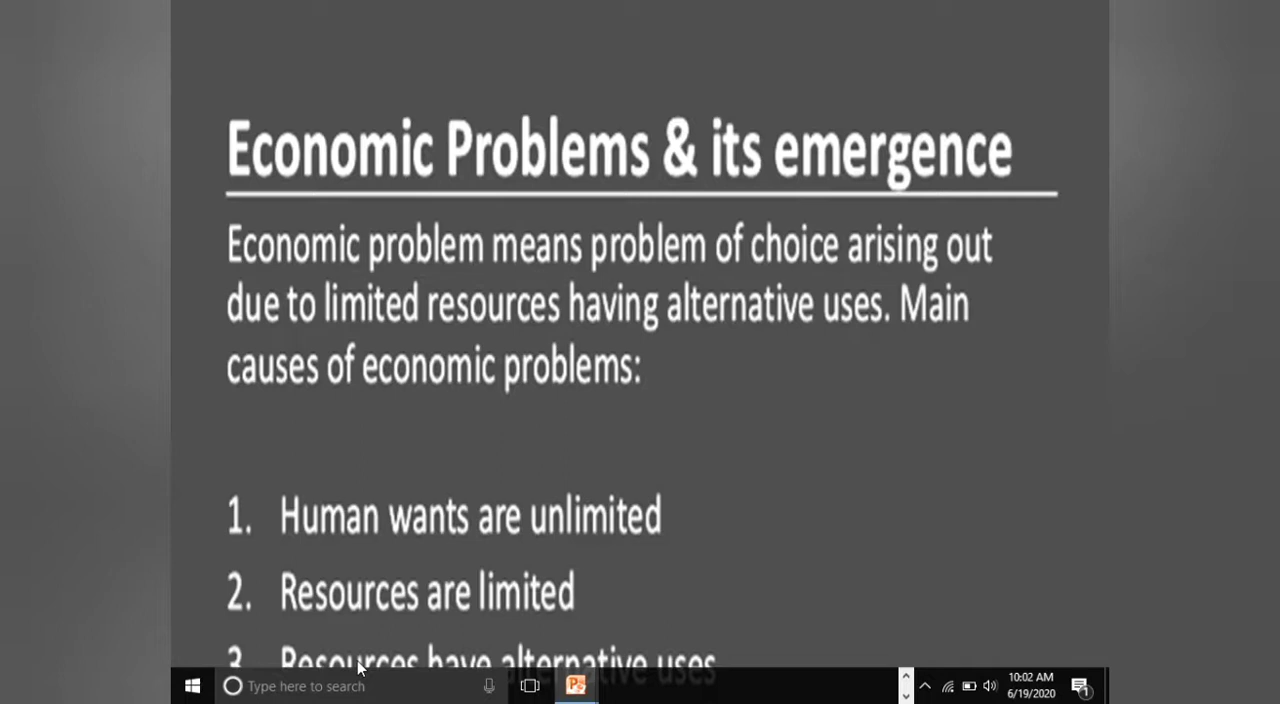 Economic Problems & its emergence
Economic problem means problem of choice arising out
due to limited resources having alternative uses. Main
causes of economic problems:
1. Human wants are unlimited
2. Resources are limited
3. Resources have alternative uses
Type here to search
10:02 AM
6/19/2020
1